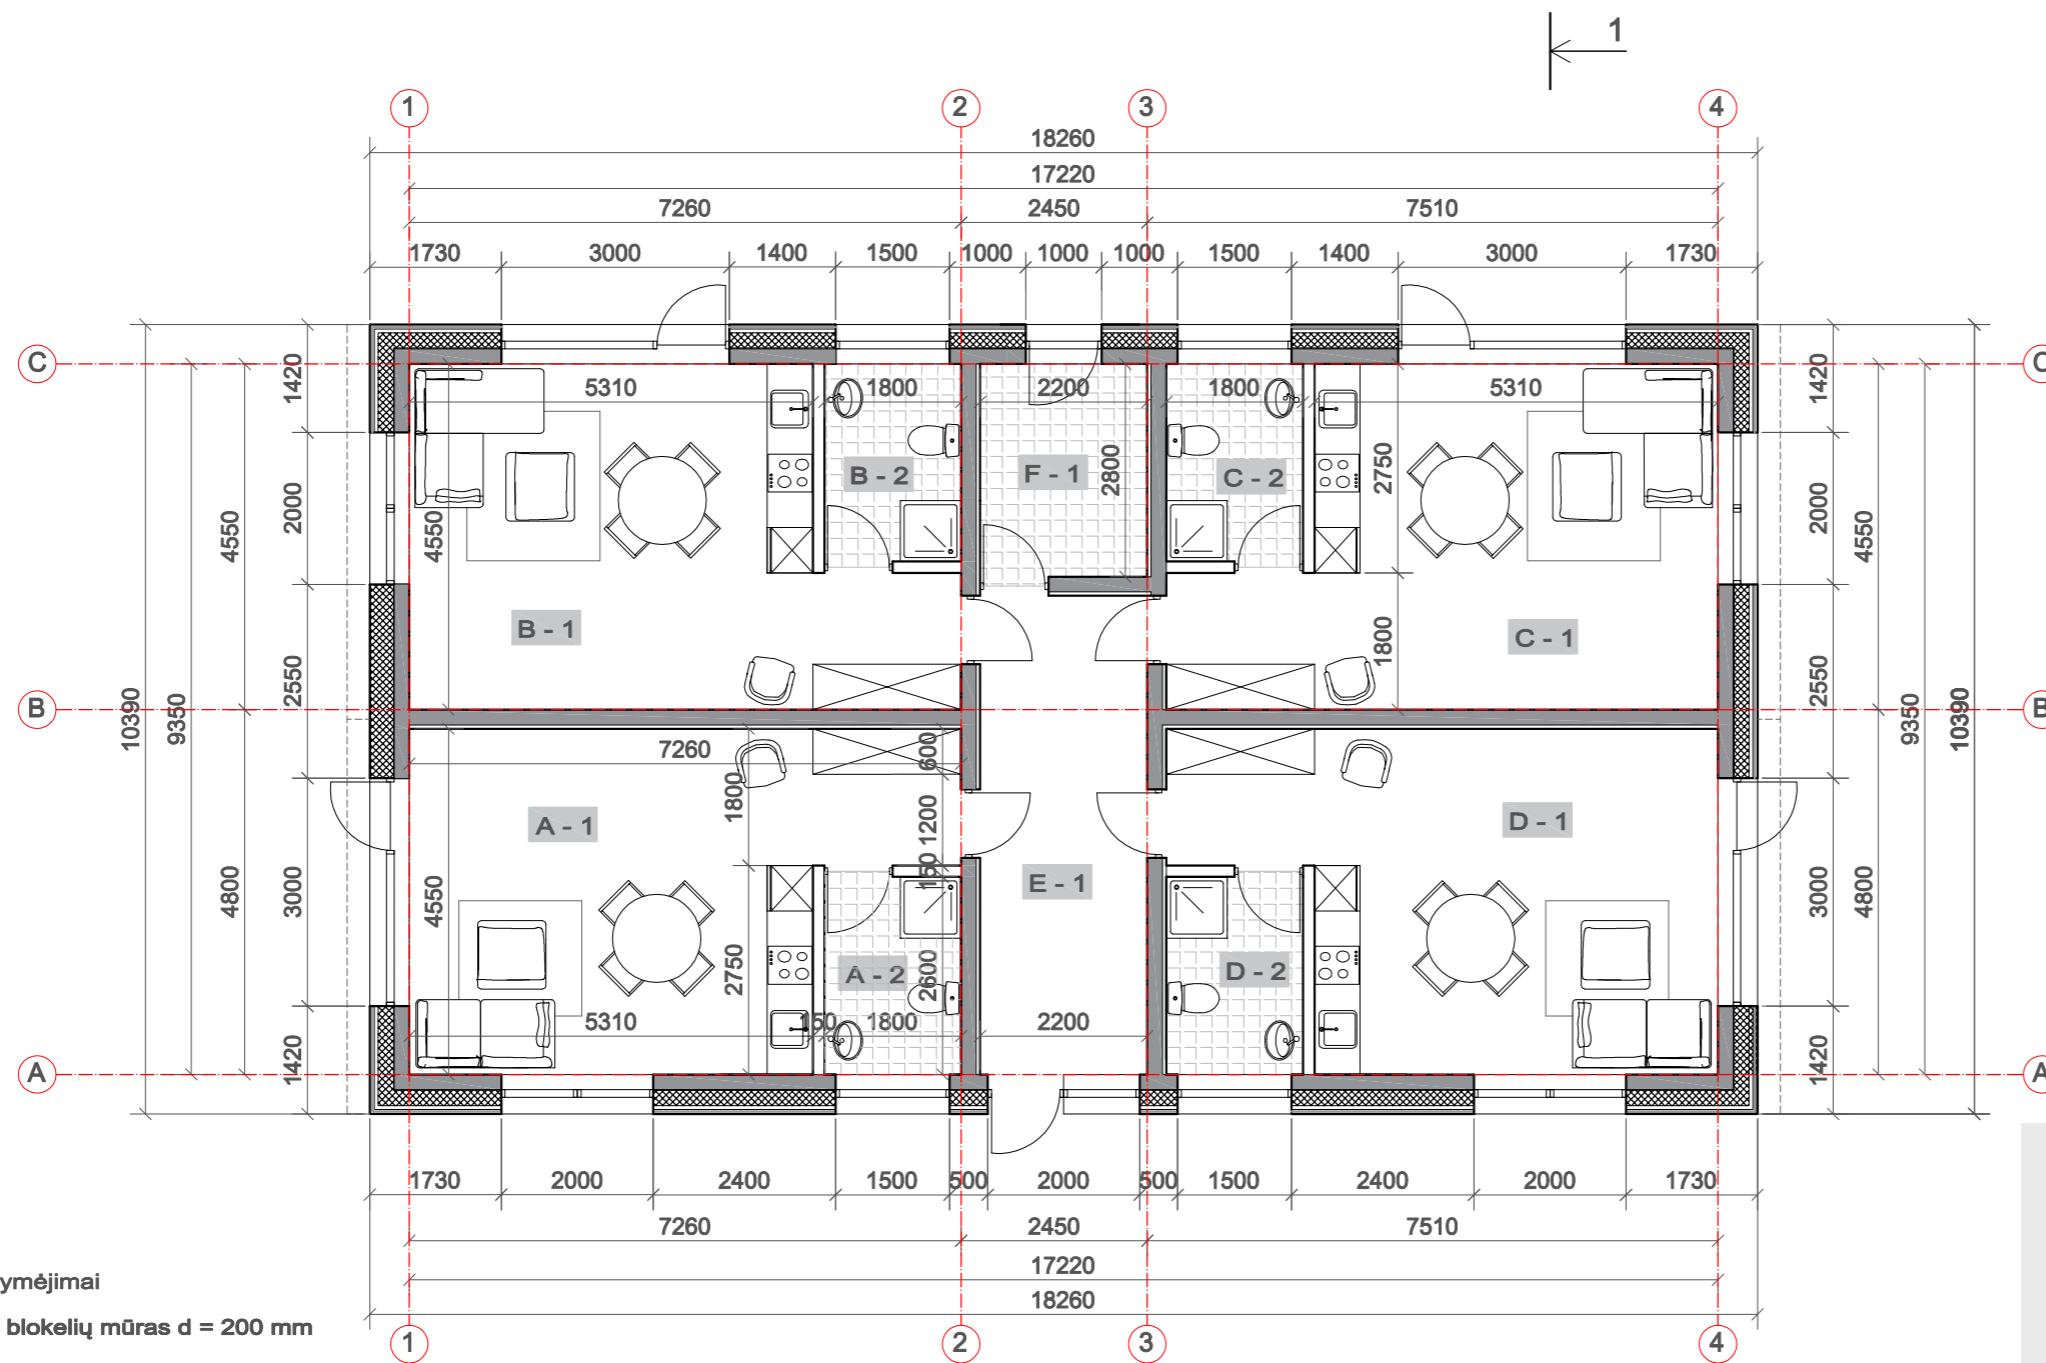 1
1 2 3 4
18260
17220
7260 2450 7510
1730 3000 1400 1500 1000 1000 1000 1500 1400 3000 1730
C C
5310 1800 2200 1800 5310
1420 1420
B - 2 F - 1 C - 2
2800 2750
2000 4550 4550 2000 4550
B - 1 C - 1
1800
2550 2550
B B
10390 9350 9350 10390
7260 600
1800
A - 1 D - 1
1200
150
E - 1
4800 3000 4550 3000 4800
2750 A - 2 2600 D - 2
5310 150 1800 2200
1420 1420
A A
1730 2000 2400 1500 500 2000 500 1500 2400 2000 1730
7260 2450 7510
17220
18260
ymėjimai
blokelių mūras d = 200 mm
1 2 3 4